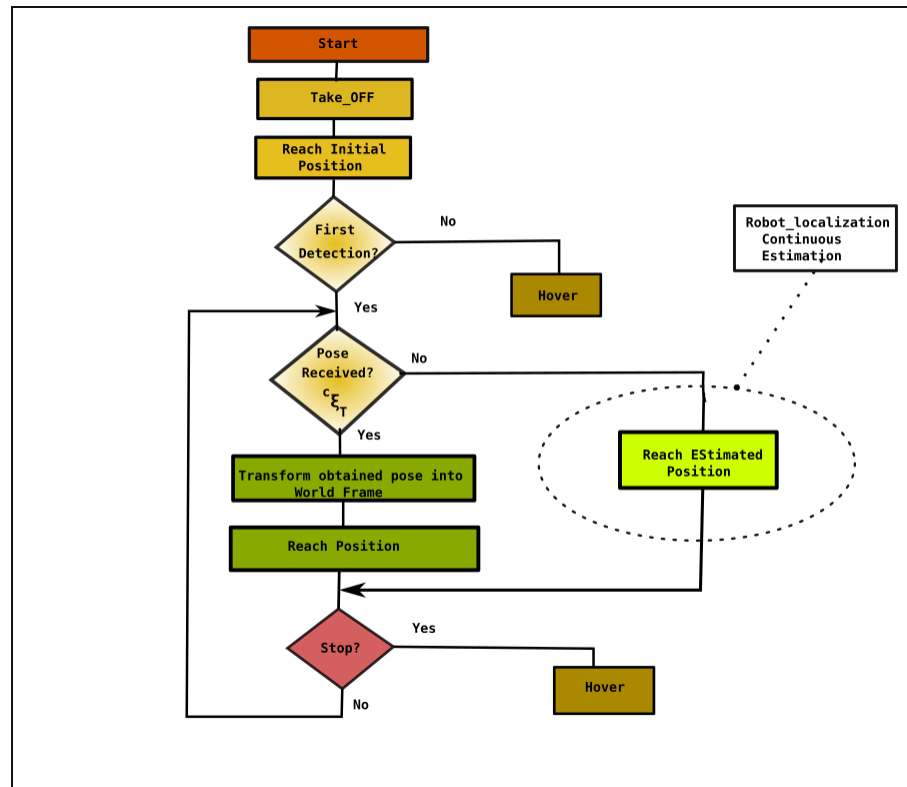 Start
Take_OFF
Reach Initial
Position
First
Detection?
No
Hover
Robot_localization
Continuous
Estimation
Yes
Pose
Received?
cξT
No
Yes
Transform obtained pose into
World Frame
Reach EStimated
Position
Reach Position
Stop?
Yes
Hover
No